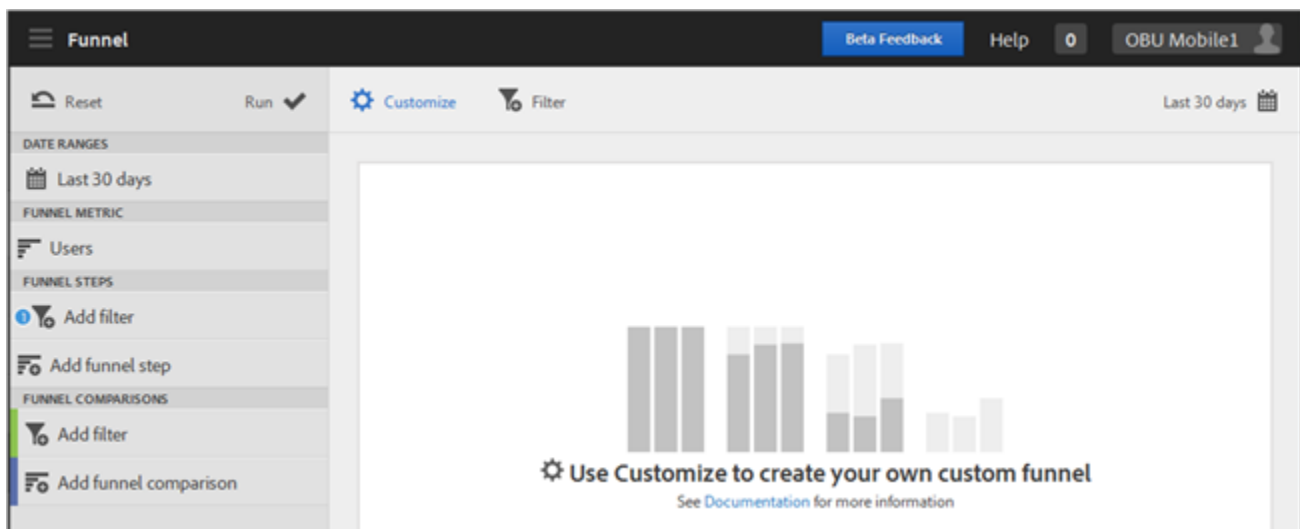 Funnel
Beta Feedback
Help
0
OBU Mobile1
Reset
Run
Customize
Filter
Last 30 days
DATE RANGES
Last 30 days
FUNNEL METRIC
Users
FUNNEL STEPS
1
Add filter
Add funnel step
FUNNEL COMPARISONS
Add filter
Add funnel comparison
Use Customize to create your own custom funnel
See Documentation for more information